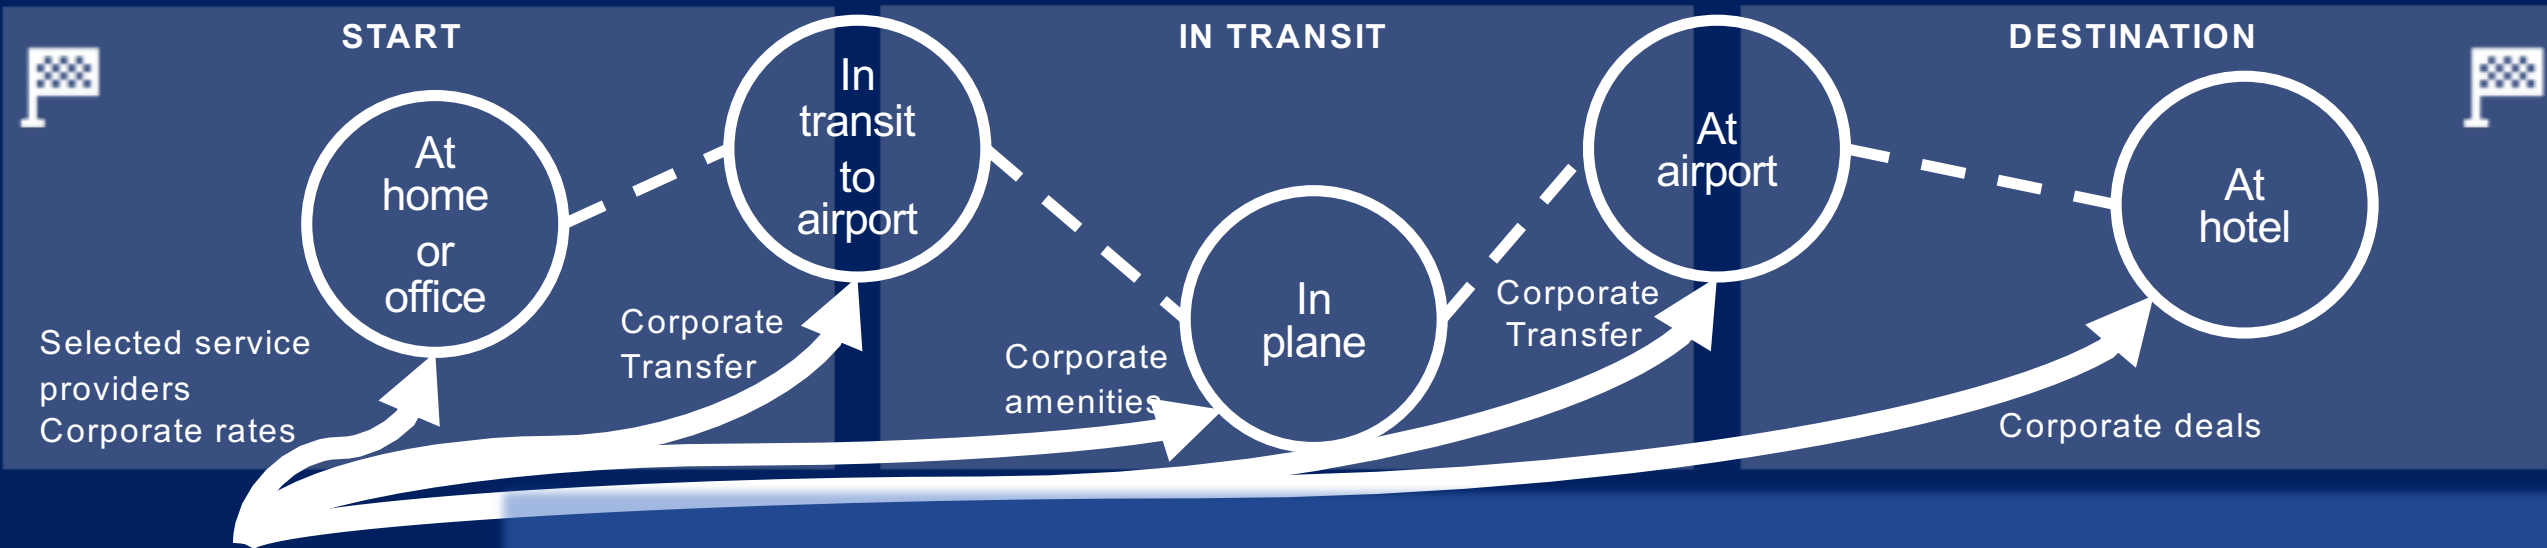 START
IN TRANSIT
DESTINATION
At
home
or
office
In
transit
to
airport
In
plane
At
airport
At
hotel
Selected service
providers
Corporate rates
Corporate
Transfer
Corporate
amenities
Corporate
Transfer
Corporate deals